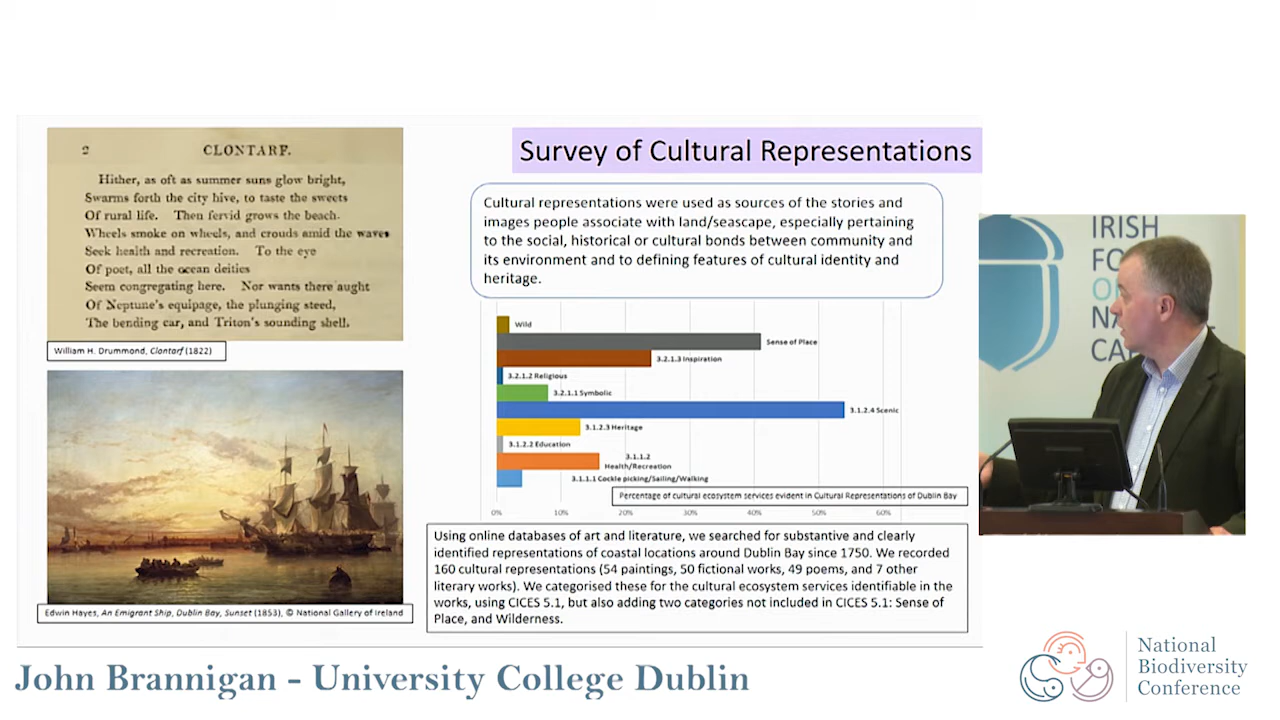 2 CLONTARF.
Hither, as oft as summer suns glow bright,
Swarms forth the city hive, to taste the sweets
Of rural life. Then fervid grows the beach.
Wheels smoke on wheels, and crouds amid the waves
Seek health and recreation. To the eye
Of poet, all the ocean deities
Seem congregating here. Nor wants there aught
Of Neptune's equipage, the plunging steed,
The bending car, and Triton's sounding shell.
William H. Drummond, Clontarf (1822)
Edwin Hayes, An Emigrant Ship, Dublin Bay, Sunset (1853), © National Gallery of Ireland
Survey of Cultural Representations
Cultural representations were used as sources of the stories and
images people associate with land/seascape, especially pertaining
to the social, historical or cultural bonds between community and
its environment and to defining features of cultural identity and
heritage.
Wild
Sense of Place
3.2.1.3 Inspiration
3.2.1.2 Religious
3.2.1.1 Symbolic
3.1.2.4 Scenic
3.1.2.3 Heritage
3.1.2.2 Education
3.1.1.2
Health/Recreation
3.1.1.1 Cockle picking/Sailing/Walking
Percentage of cultural ecosystem services evident in Cultural Representations of Dublin Bay
0% 10% 20% 30% 40% 50% 60%
Using online databases of art and literature, we searched for substantive and clearly
identified representations of coastal locations around Dublin Bay since 1750. We recorded
160 cultural representations (54 paintings, 50 fictional works, 49 poems, and 7 other
literary works). We categorised these for the cultural ecosystem services identifiable in the
works, using CICES 5.1, but also adding two categories not included in CICES 5.1: Sense of
Place, and Wilderness.
IRISH
FO
O
NA
CA
John Brannigan - University College Dublin
National
Biodiversity
Conference